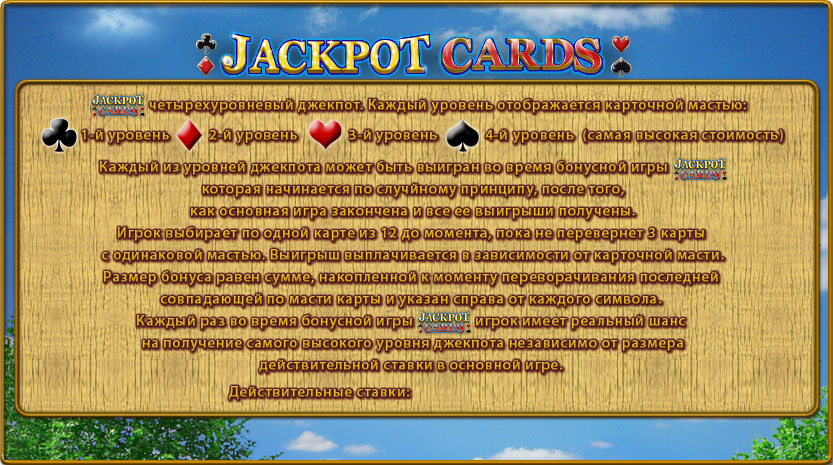 JACKPOT CARDS
JACKPOT CARDS четырехуровневый джекпот. Каждый уровень отображается карточной мастью:
1-й уровень 2-й уровень 3-й уровень 4-й уровень (самая высокая стоимость)
Каждый из уровней джекпота может быть выигран во время бонусной игры JACKPOT CARDS
которая начинается по случйному принципу, после того,
как основная игра закончена и все ее выигрыши получены.
Игрок выбирает по одной карте из 12 до момента, пока не перевернет 3 карты
с одинаковой мастью. Выигрыш выплачивается в зависимости от карточной масти.
Размер бонуса равен сумме, накопленной к моменту переворачивания последней
совпадающей по масти карты и указан справа от каждого символа.
Каждый раз во время бонусной игры JACKPOT CARDS игрок имеет реальный шанс
на получение самого высокого уровня джекпота независимо от размера
действительной ставки в основной игре.
Действительные ставки: